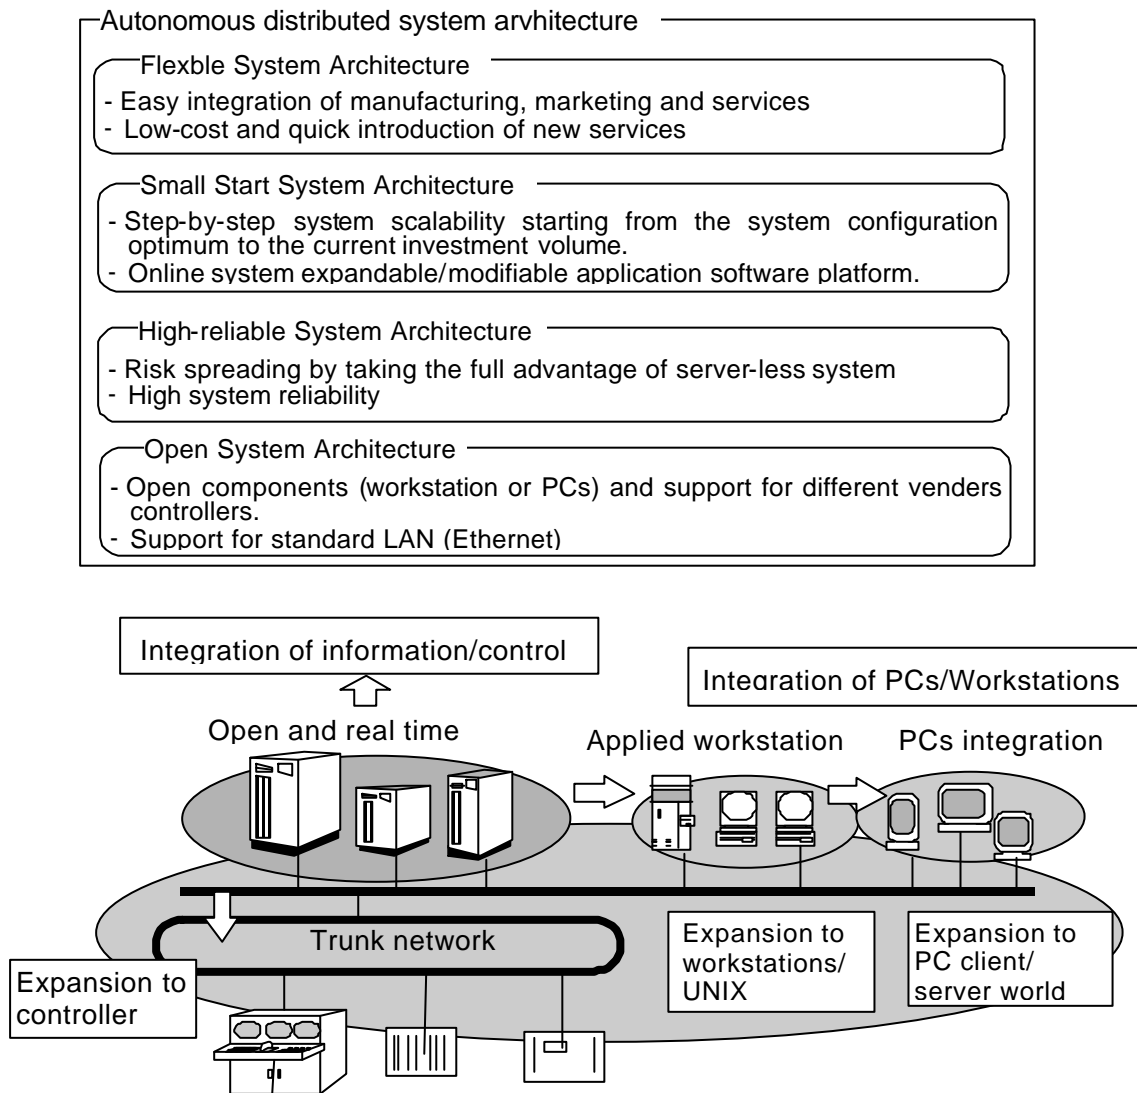 Autonomous distributed system arvhitecture
Flexble System Architecture
- Easy integration of manufacturing, marketing and services
- Low-cost and quick introduction of new services
Small Start System Architecture
- Step-by-step system scalability starting from the system configuration
optimum to the current investment volume.
- Online system expandable/modifiable application software platform.
High-reliable System Architecture
- Risk spreading by taking the full advantage of server-less system
- High system reliability
Open System Architecture
- Open components (workstation or PCs) and support for different venders
controllers.
- Support for standard LAN (Ethernet)
Integration of information/control
Integration of PCs/Workstations
Open and real time
Applied workstation
PCs integration
Trunk network
Expansion to
workstations/
UNIX
Expansion to
PC client/
server world
Expansion to
controller